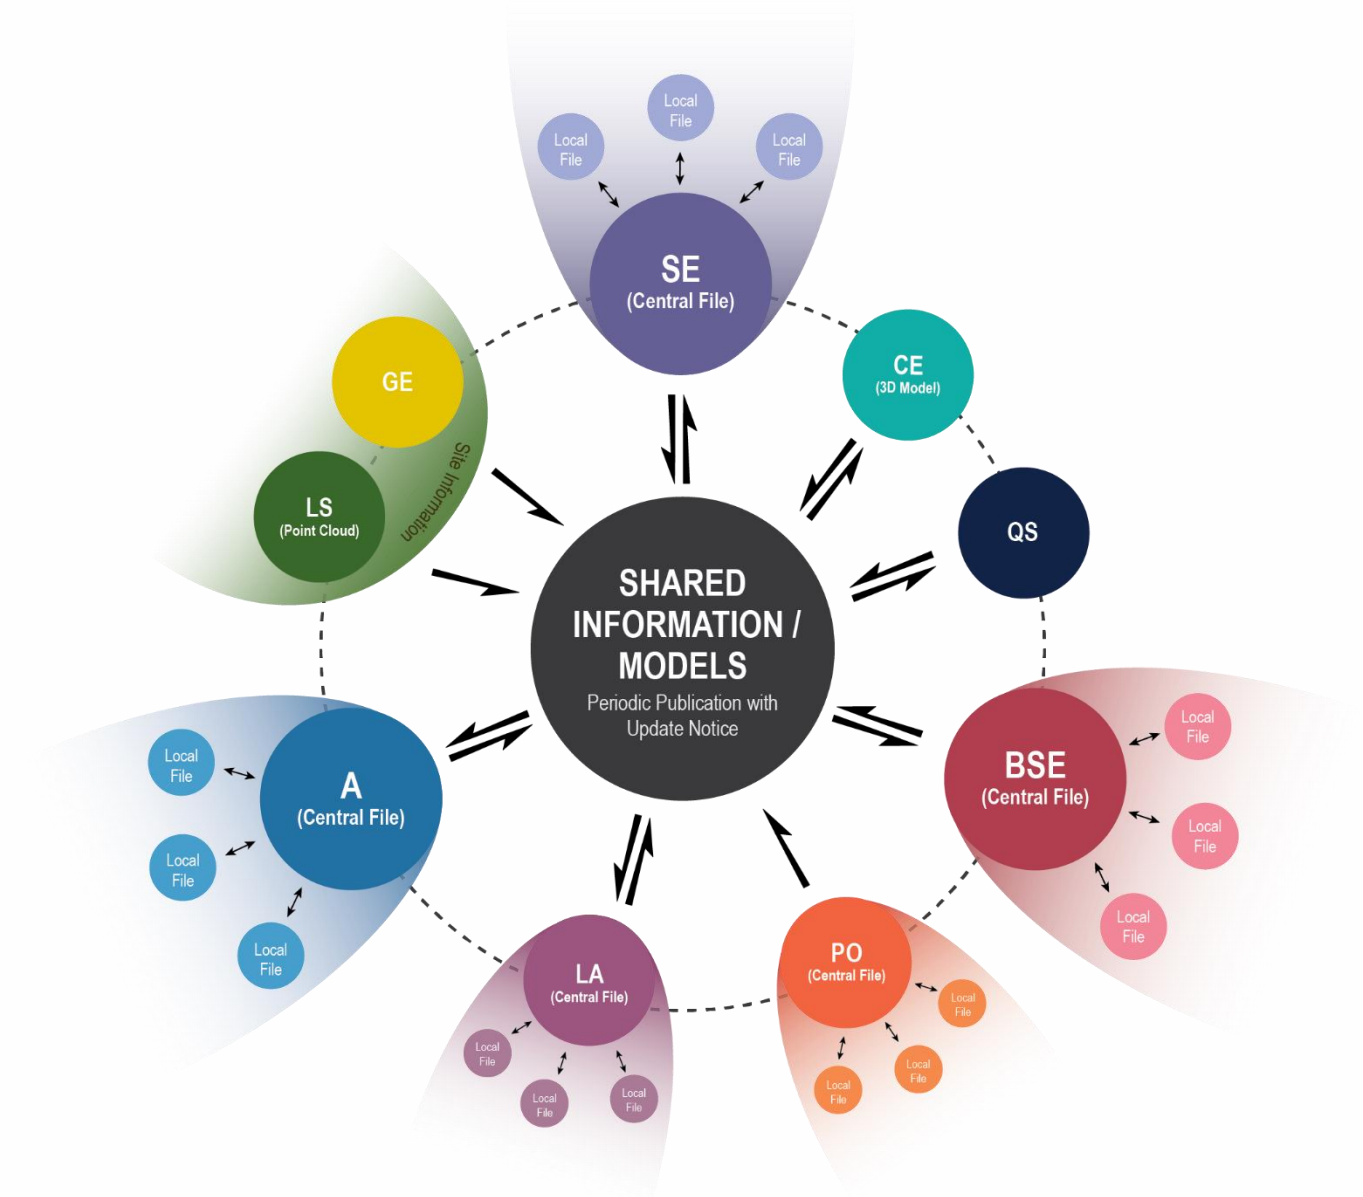 Local
File
Local
File
Local
File
SE
(Central File)
GE
LS
(Point Cloud)
Site Information
CE
(3D Model)
QS
SHARED
INFORMATION /
MODELS
Periodic Publication with
Update Notice
A
(Central File)
Local
File
Local
File
Local
File
BSE
(Central File)
Local
File
Local
File
Local
File
LA
(Central File)
Local
File
Local
File
Local
File
PO
(Central File)
Local
File
Local
File
Local
File